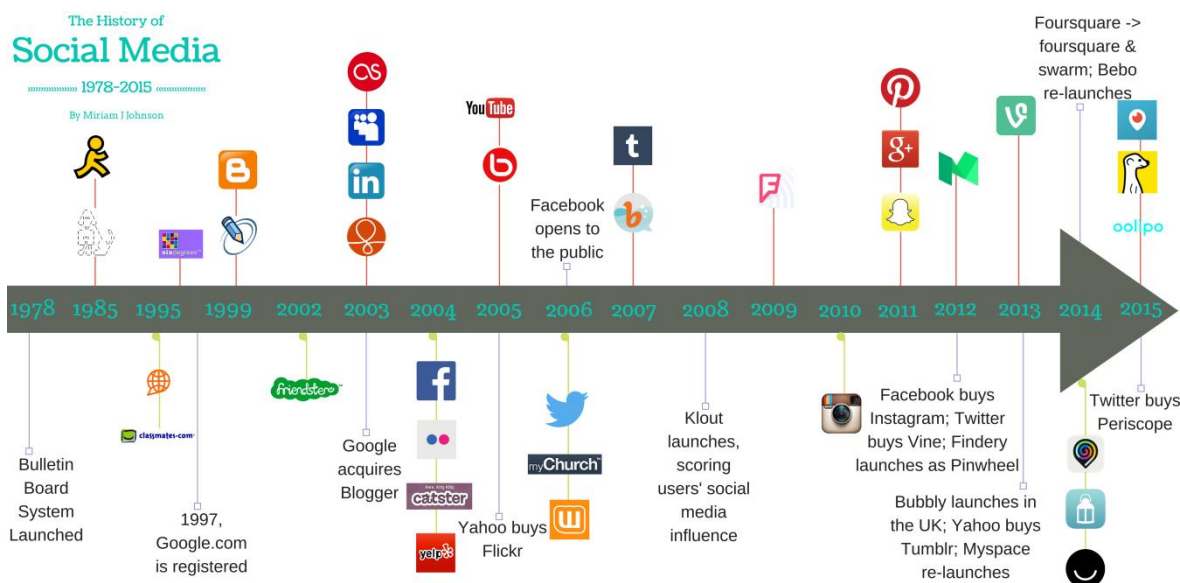 The History of
Social Media
1978-2015
By Miriam J Johnson
You Tube
Facebook
opens to
the public
Foursquare ->
foursquare &
swarm; Bebo
re-launches
oolipo
1978 1985 1995 1999 2002 2003 2004 2005 2006 2007 2008 2009 2010 2011 2012 2013 2014 2015
Bulletin
Board
System
Launched
classmates·com
1997,
Google.com
is registered
friendster
Google
acquires
Blogger
catster
yelp
Yahoo buys
Flickr
myChurch
Klout
launches,
scoring
users' social
media
influence
Facebook buys
Instagram; Twitter
buys Vine; Findery
launches as Pinwheel
Bubbly launches in
the UK; Yahoo buys
Tumblr; Myspace
re-launches
Twitter buys
Periscope